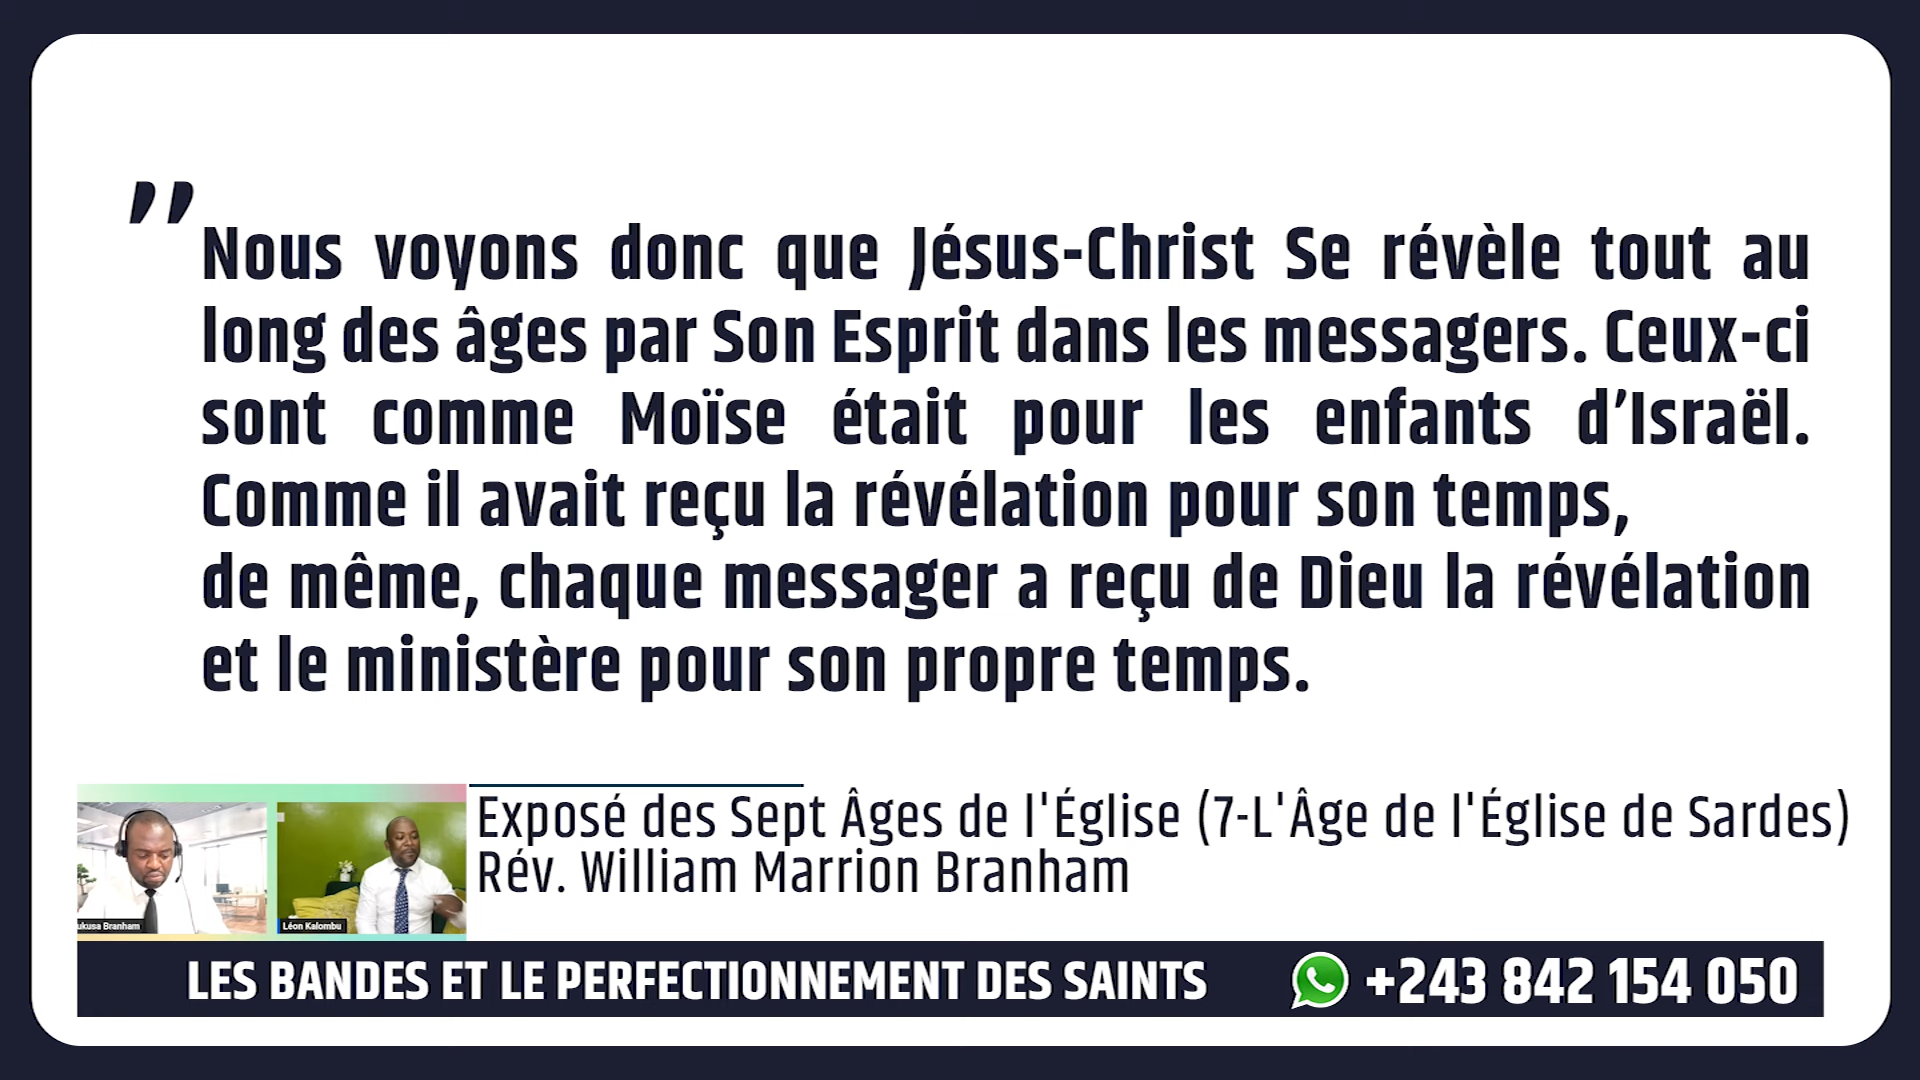 ”
Nous voyons donc que Jésus-Christ Se révèle tout au
long des âges par Son Esprit dans les messagers. Ceux-ci
sont comme Moïse était pour les enfants d’Israël.
Comme il avait reçu la révélation pour son temps,
de même, chaque messager a reçu de Dieu la révélation
et le ministère pour son propre temps.
Exposé des Sept Âges de l'Église (7-L'Âge de l'Église de Sardes)
Rév. William Marrion Branham
ukusa Branham
Léon Kalombu
LES BANDES ET LE PERFECTIONNEMENT DES SAINTS
+243 842 154 050